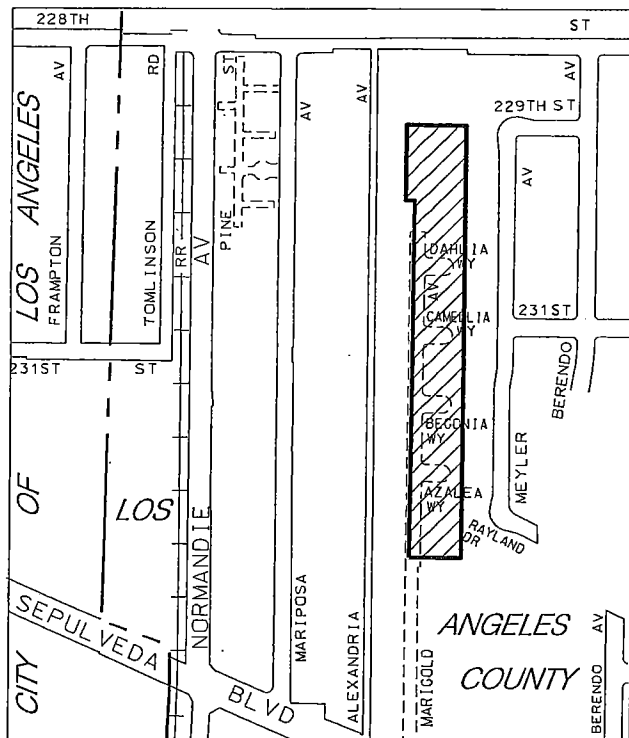 228TH
ST
AV
RD
ST
AV
AV
AV
229TH ST
LOS ANGELES
FRAMPTON
TOMLINSON
RR
AV
PINE
AV
DAHLIA
WY
AV
CAMELLIA
WY
231ST
231ST
ST
BERENDO
BEGONIA
WY
MEYLER
OF
LOS
AZALEA
WY
RAYLAND
DR
NORMANDIE
SEPULVEDA
BLVD
MARIPOSA
ALEXANDRIA
MARIGOLD
ANGELES
COUNTY
AV
BERENDO
CITY